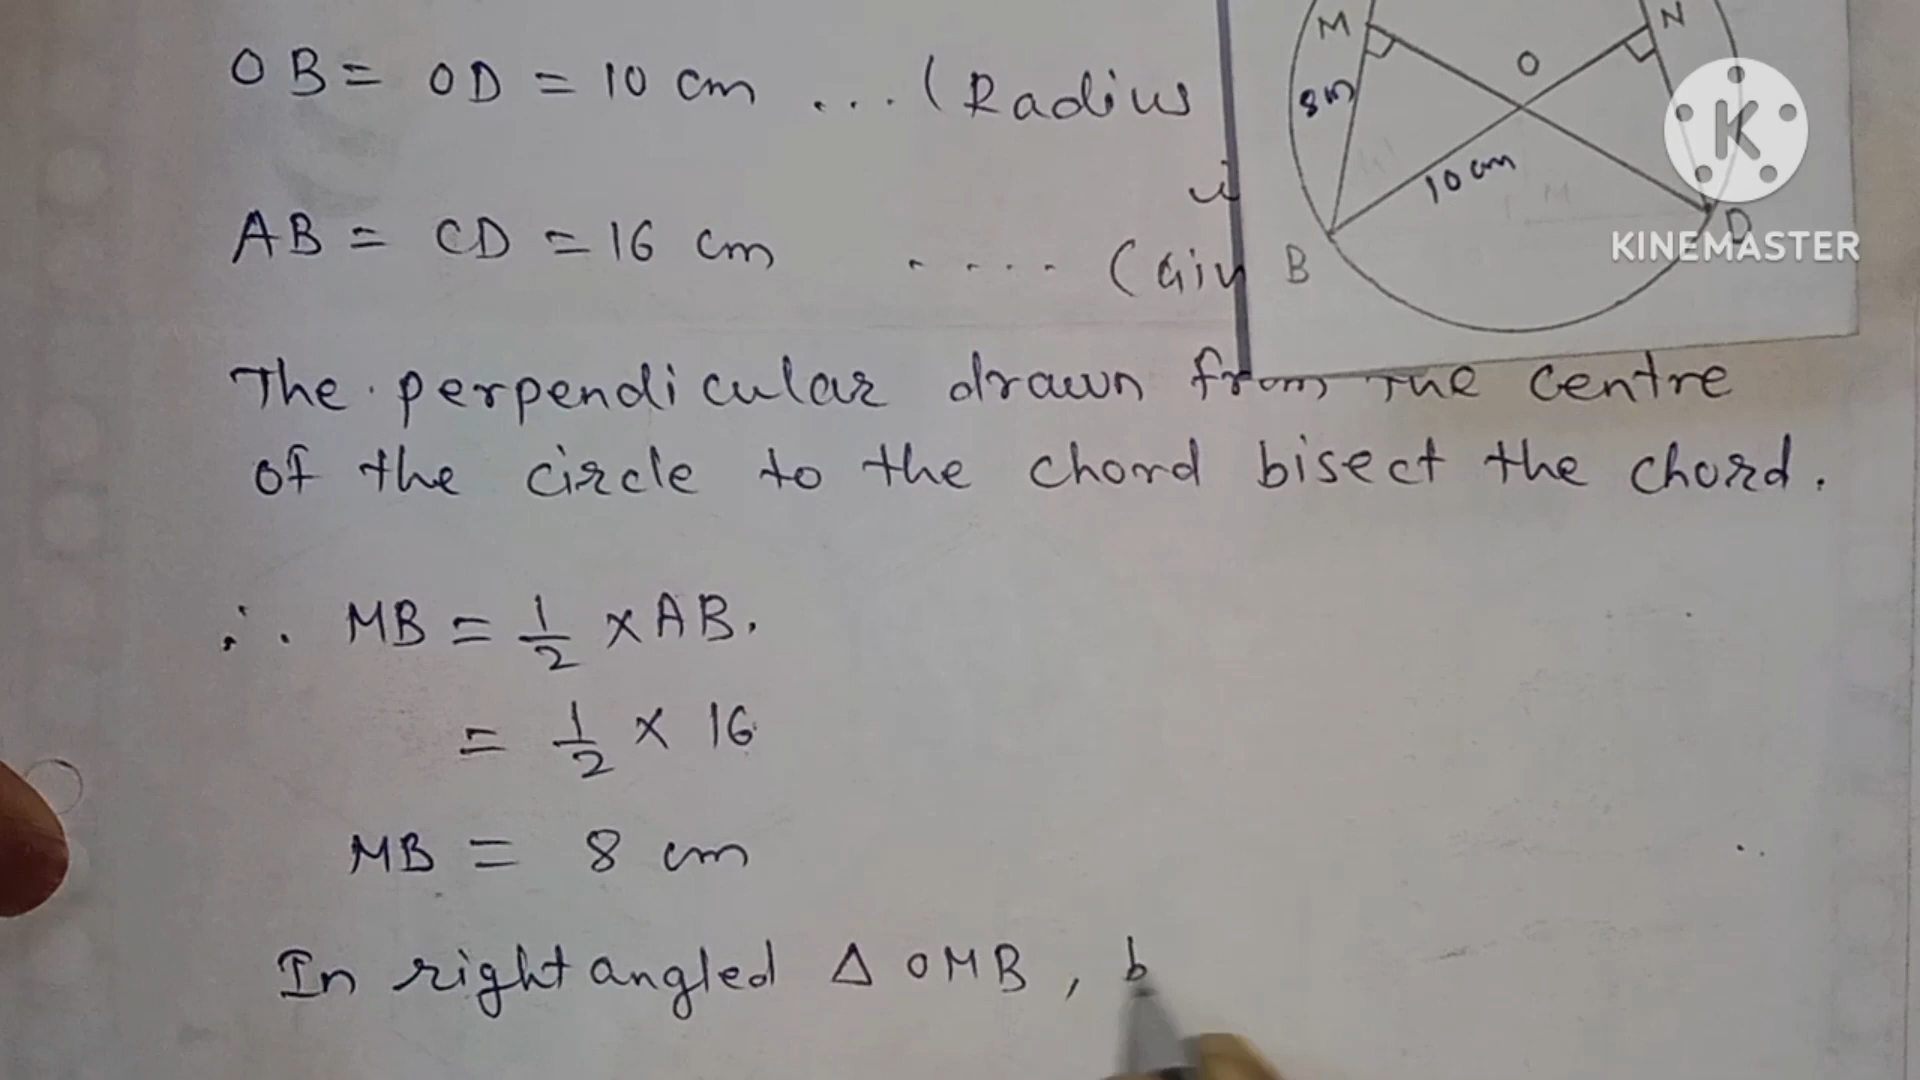 OB = OD = 10 cm ... (Radius
AB = CD = 16 cm .... (Giv
The perpendicular drawn from the centre
of the circle to the chord bisect the chord.
∴ MB = 1/2 × AB.
= 1/2 × 16
MB = 8 cm
In right angled △ OMB, b
M
N
O
8 cm
10 cm
B
D
K
KINEMASTER